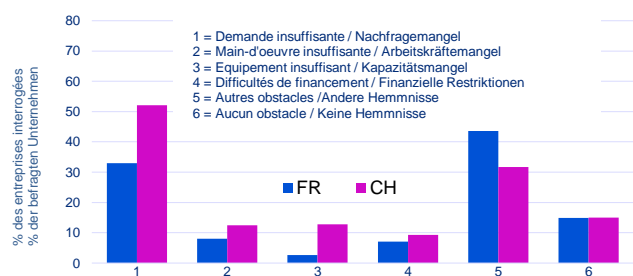 % des entreprises interrogées
% der befragten Unternehmen
80
70
60
50
40
30
20
10
0
1 = Demande insuffisante / Nachfragemangel
2 = Main-d'oeuvre insuffisante / Arbeitskräftemangel
3 = Equipement insuffisant / Kapazitätsmangel
4 = Difficultés de financement / Finanzielle Restriktionen
5 = Autres obstacles /Andere Hemmnisse
6 = Aucun obstacle / Keine Hemmnisse
FR CH
1 2 3 4 5 6